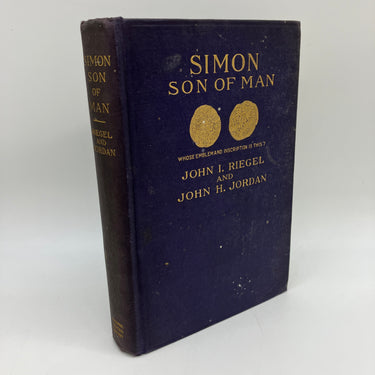 SIMON
SON OF MAN
WHOSE EMBLEM AND INSCRIPTION IS THIS?
JOHN I. RIEGEL
AND
JOHN H. JORDAN
SIMON
SON
OF
MAN
RIEGEL
AND
JORDAN